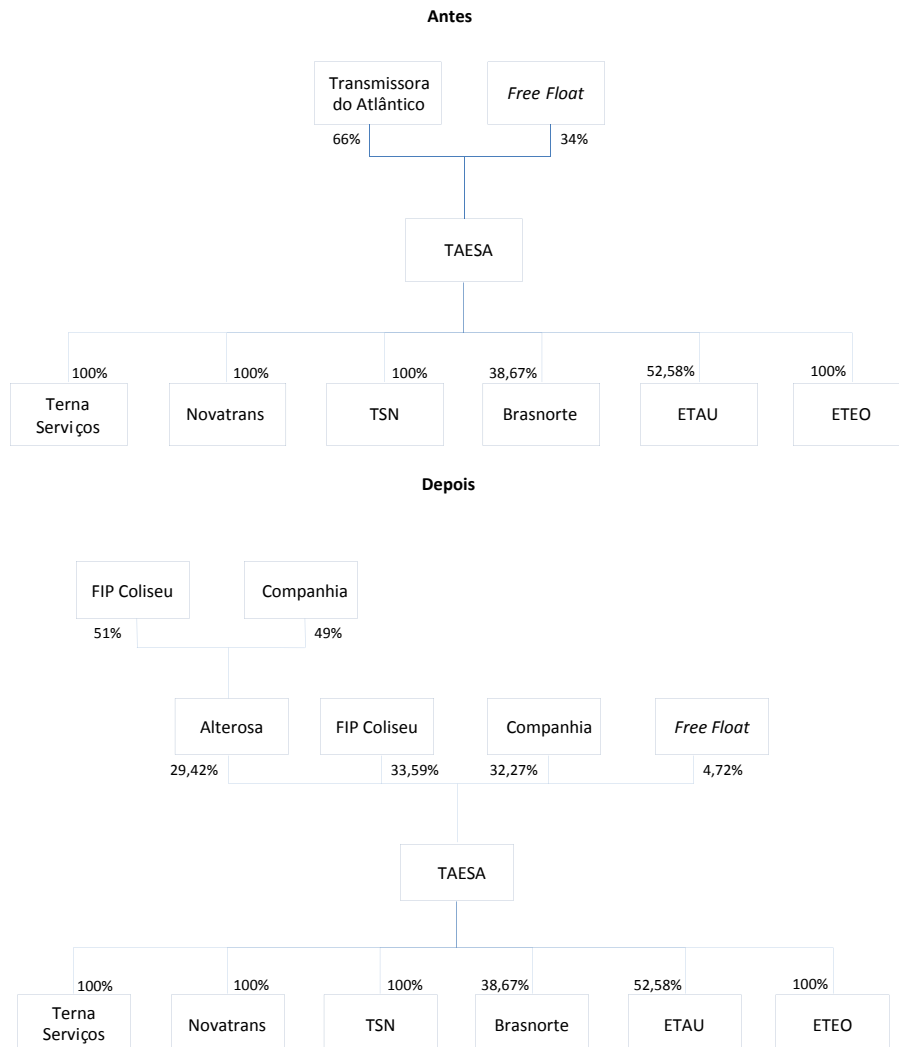 Antes
Transmissora
do Atlântico
Free Float
66%
34%
TAESA
100%
100%
100%
38,67%
52,58%
100%
Terna
Serviços
Novatrans
TSN
Brasnorte
ETAU
ETEO
Depois
FIP Coliseu
Companhia
51%
49%
Alterosa
FIP Coliseu
Companhia
Free Float
29,42%
33,59%
32,27%
4,72%
TAESA
100%
100%
100%
38,67%
52,58%
100%
Terna
Serviços
Novatrans
TSN
Brasnorte
ETAU
ETEO